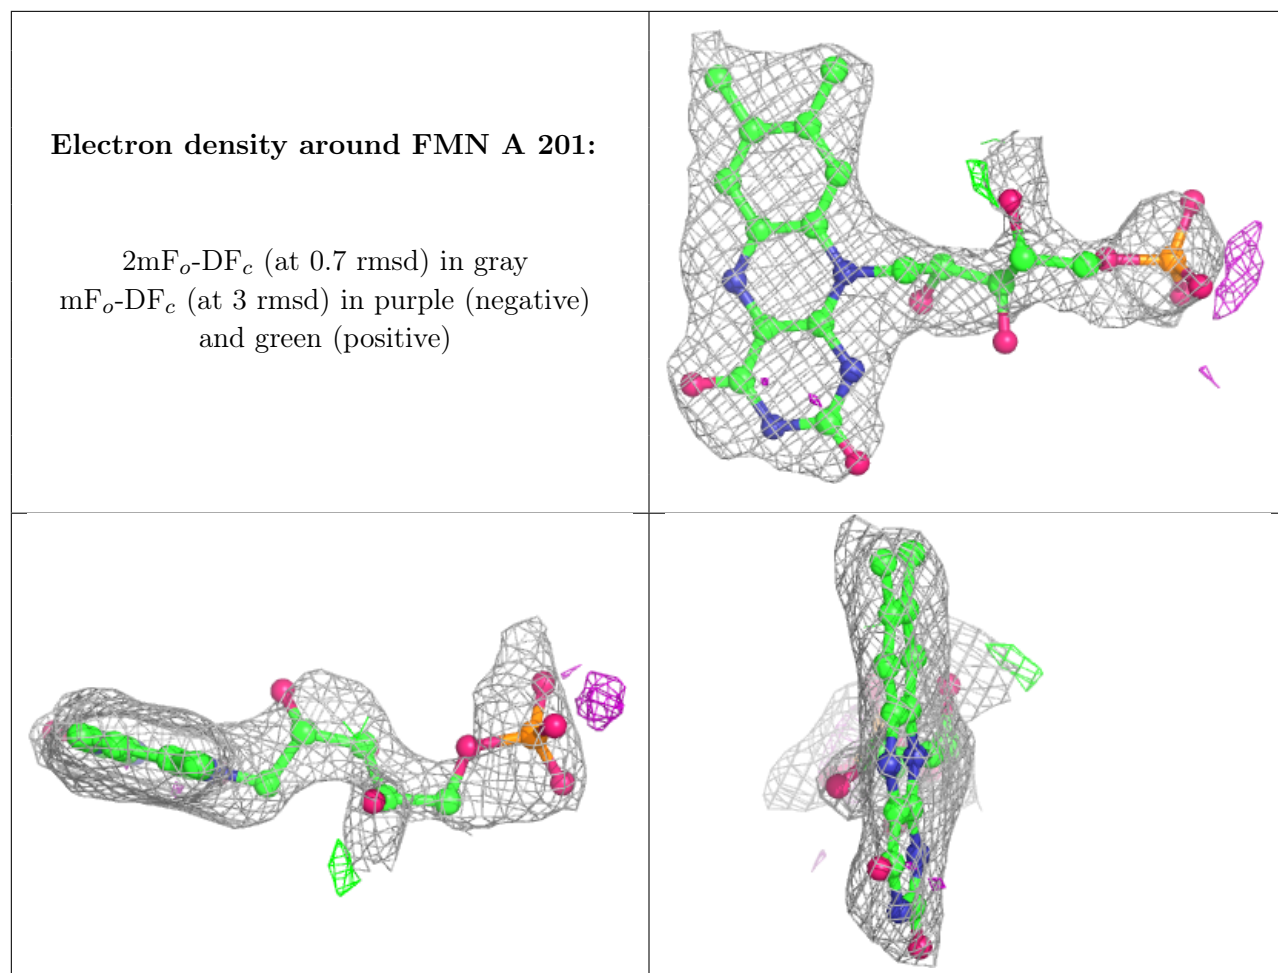 Electron density around FMN A 201:
2mFo-DFc (at 0.7 rmsd) in gray
mFo-DFc (at 3 rmsd) in purple (negative)
and green (positive)